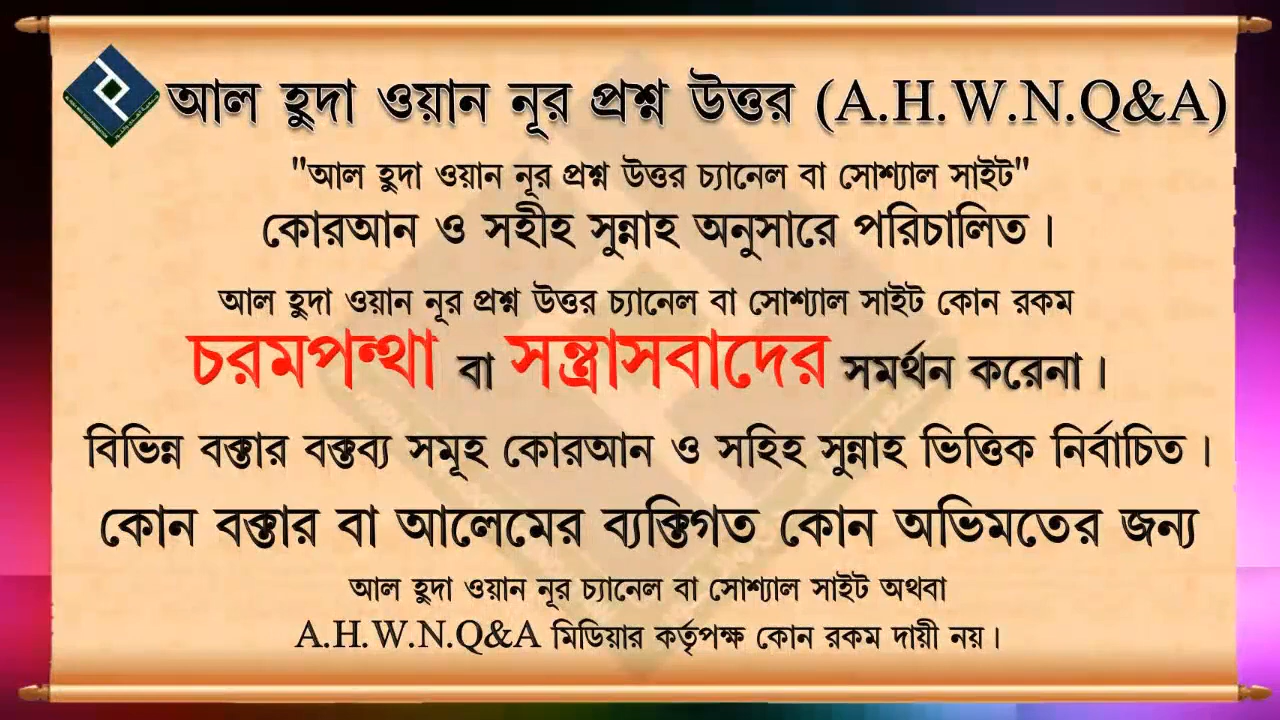 আল হুদা ওয়ান নূর প্রশ্ন উত্তর (A.H.W.N.Q&A)
"আল হুদা ওয়ান নূর প্রশ্ন উত্তর চ্যানেল বা সোশ্যাল সাইট"
কোরআন ও সহীহ সুন্নাহ অনুসারে পরিচালিত ।
আল হুদা ওয়ান নূর প্রশ্ন উত্তর চ্যানেল বা সোশ্যাল সাইট কোন রকম
চরমপন্থা বা সন্ত্রাসবাদের সমর্থন করেনা ।
বিভিন্ন বক্তার বক্তব্য সমূহ কোরআন ও সহিহ সুন্নাহ ভিত্তিক নির্বাচিত ।
কোন বক্তার বা আলেমের ব্যক্তিগত কোন অভিমতের জন্য
আল হুদা ওয়ান নূর চ্যানেল বা সোশ্যাল সাইট অথবা
A.H.W.N.Q&A মিডিয়ার কর্তৃপক্ষ কোন রকম দায়ী নয় ।